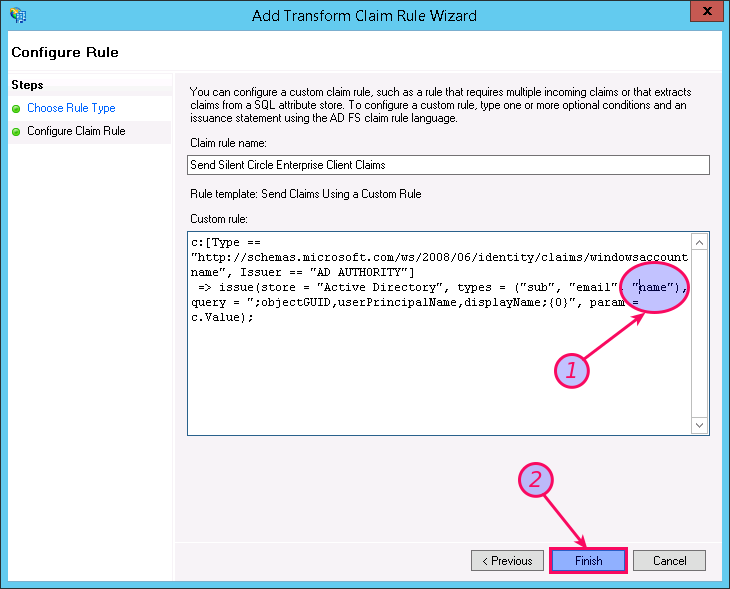 Add Transform Claim Rule Wizard
x
Configure Rule
Steps
Choose Rule Type
Configure Claim Rule
You can configure a custom claim rule, such as a rule that requires multiple incoming claims or that extracts
claims from a SQL attribute store. To configure a custom rule, type one or more optional conditions and an
issuance statement using the AD FS claim rule language.
Claim rule name:
Send Silent Circle Enterprise Client Claims
Rule template: Send Claims Using a Custom Rule
Custom rule:
c:[Type ==
"http://schemas.microsoft.com/ws/2008/06/identity/claims/windowsaccount
name", Issuer == "AD AUTHORITY"]
=> issue(store = "Active Directory", types = ("sub", "email", "name"),
query = ";objectGUID,userPrincipalName,displayName;{0}", param =
c.Value);
1
2
< Previous
Finish
Cancel